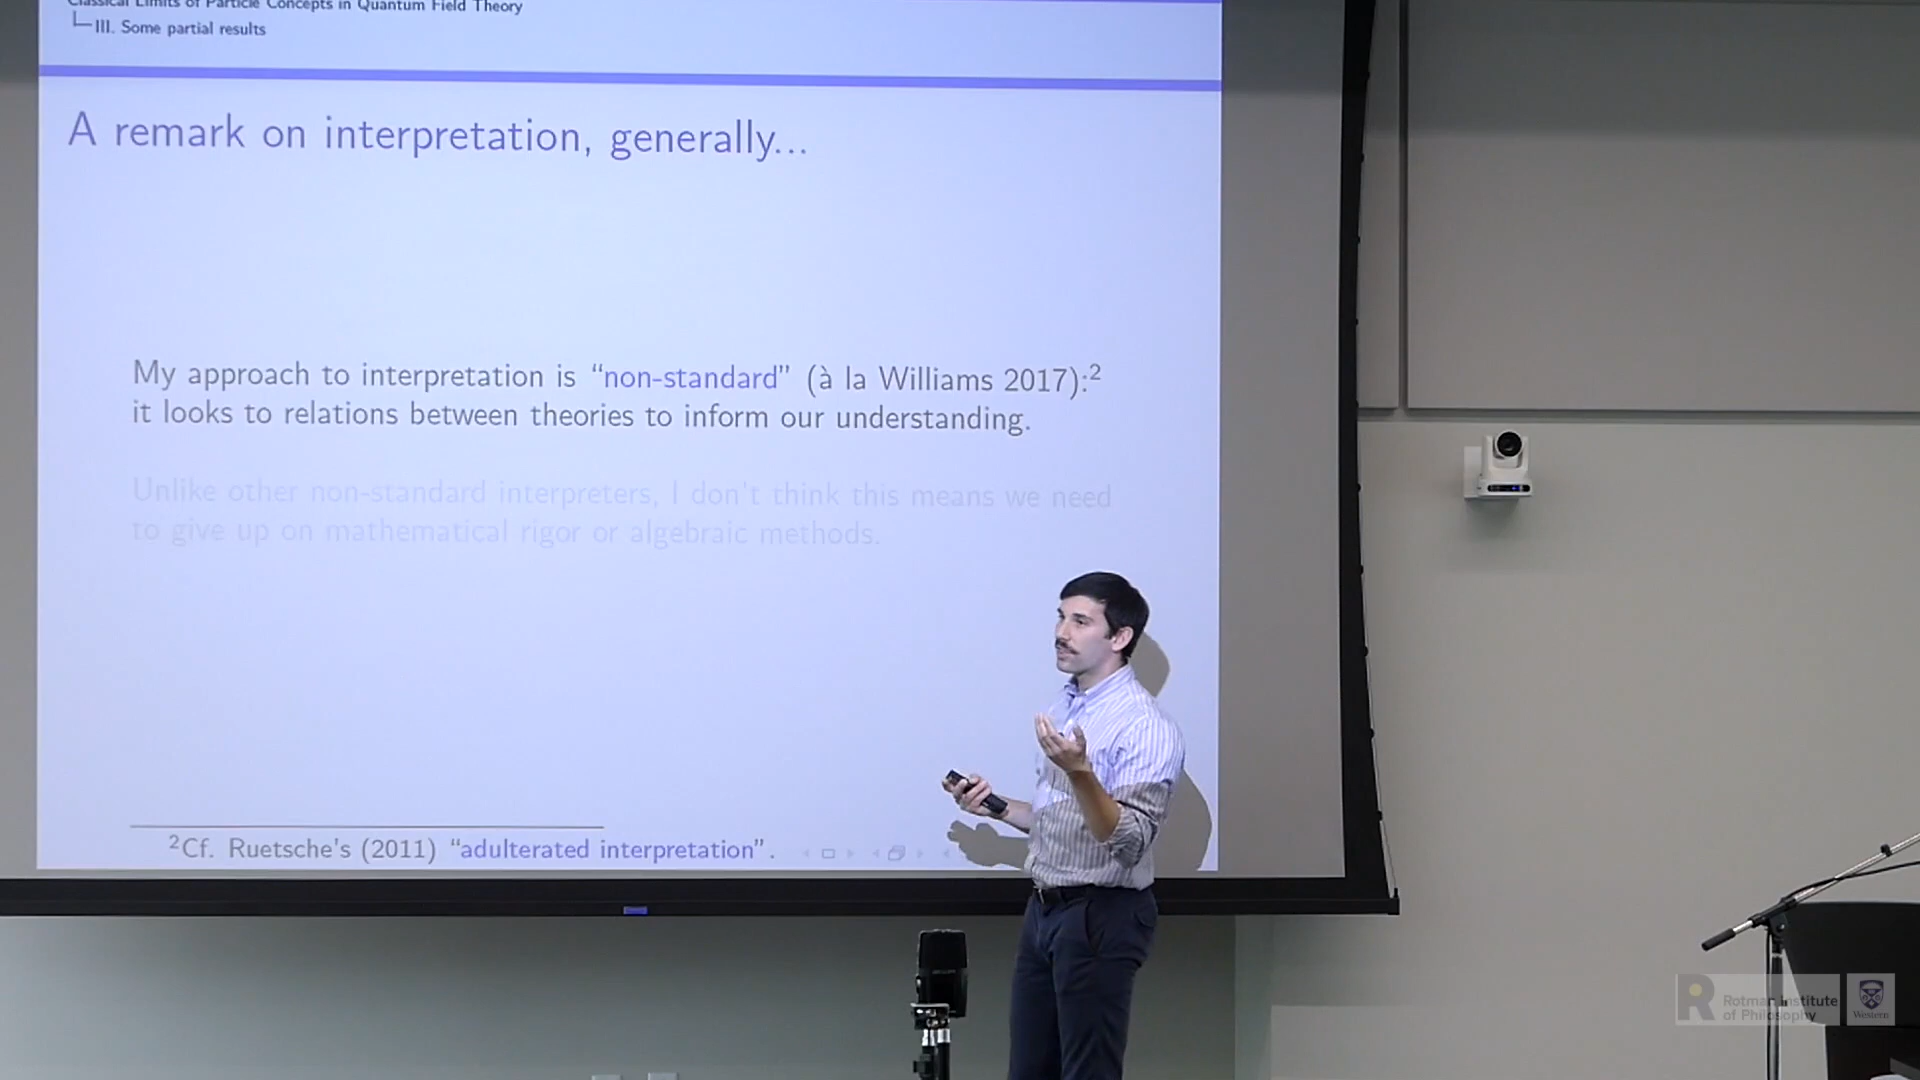 Classical Limits of Particle Concepts in Quantum Field Theory
III. Some partial results
A remark on interpretation, generally...
My approach to interpretation is “non-standard” (à la Williams 2017):²
it looks to relations between theories to inform our understanding.
Unlike other non-standard interpreters, I don't think this means we need
to give up on mathematical rigor or algebraic methods.
²Cf. Ruetsche's (2011) “adulterated interpretation”.
R Rotman Institute
of Philosophy
Western